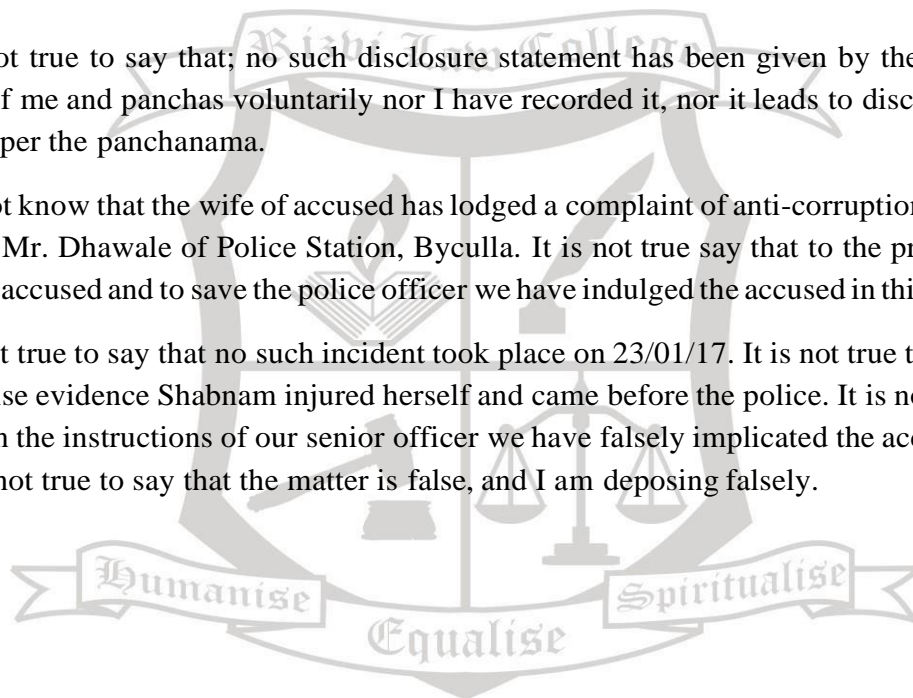 Rizvi Law College
ot true to say that; no such disclosure statement has been given by the
f me and panchas voluntarily nor I have recorded it, nor it leads to disc
per the panchanama.
ot know that the wife of accused has lodged a complaint of anti-corruption
Mr. Dhawale of Police Station, Byculla. It is not true say that to the pr
accused and to save the police officer we have indulged the accused in thi
t true to say that no such incident took place on 23/01/17. It is not true t
ise evidence Shabnam injured herself and came before the police. It is no
n the instructions of our senior officer we have falsely implicated the acc
not true to say that the matter is false, and I am deposing falsely.
Humanise
Equalise
Spiritualise